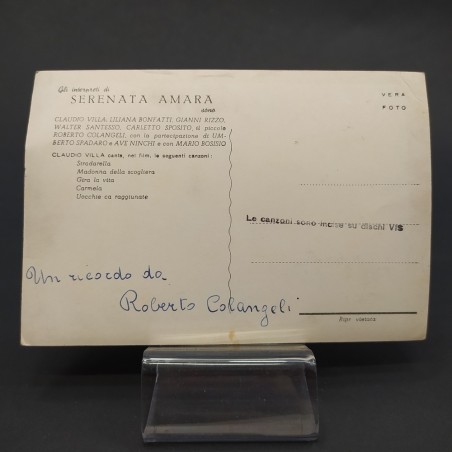 Gli interpreti di
SERENATA AMARA
sono
CLAUDIO VILLA, LILIANA BONFATTI, GIANNI RIZZO,
WALTER SANTESSO, CARLETTO SPOSITO, il piccolo
ROBERTO COLANGELI, con la partecipazione di UM-
BERTO SPADARO e AVE NINCHI e con MARIO BOSISIO
CLAUDIO VILLA canta, nel film, le seguenti canzoni:
Stradarella
Madonna della scogliera
Gira la vita
Carmela
Uocchie ca raggiunate
VERA
FOTO
Le canzoni sono incise su dischi VIS
Un ricordo da
Roberto Colangeli
Ripr. vietata